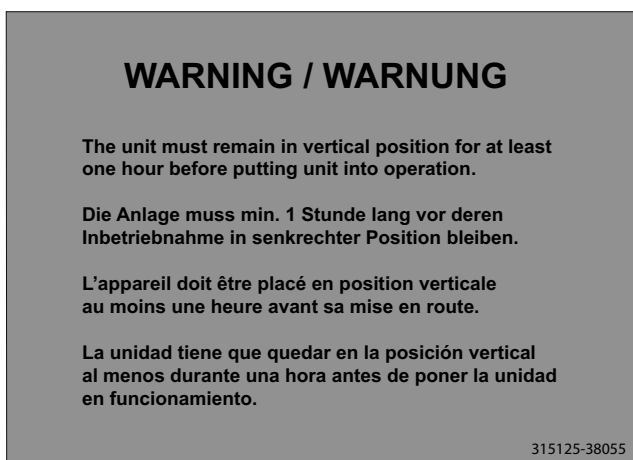 WARNING / WARNUNG
The unit must remain in vertical position for at least
one hour before putting unit into operation.
Die Anlage muss min. 1 Stunde lang vor deren
Inbetriebnahme in senkrechter Position bleiben.
L’appareil doit être placé en position verticale
au moins une heure avant sa mise en route.
La unidad tiene que quedar en la posición vertical
al menos durante una hora antes de poner la unidad
en funcionamiento.
315125-38055